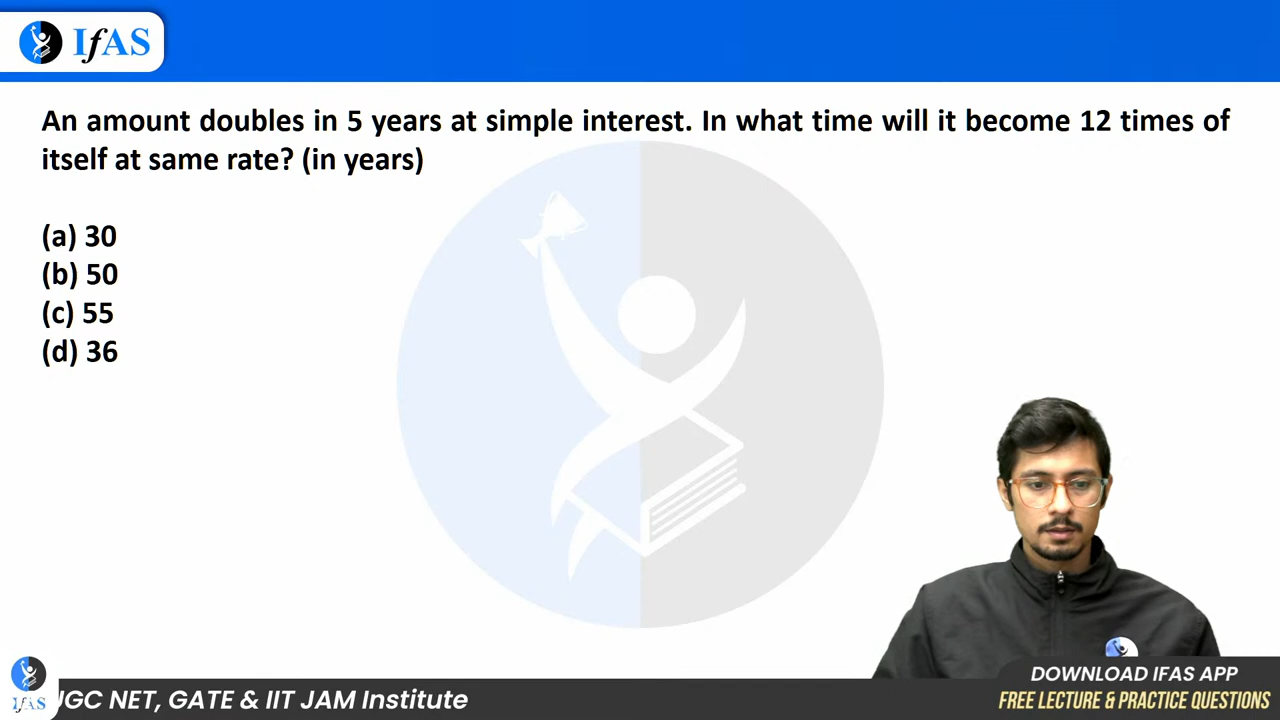 IfAS
An amount doubles in 5 years at simple interest. In what time will it become 12 times of
itself at same rate? (in years)
(a) 30
(b) 50
(c) 55
(d) 36
DOWNLOAD IFAS APP
FREE LECTURE & PRACTICE QUESTIONS
IfAS
UGC NET, GATE & IIT JAM Institute